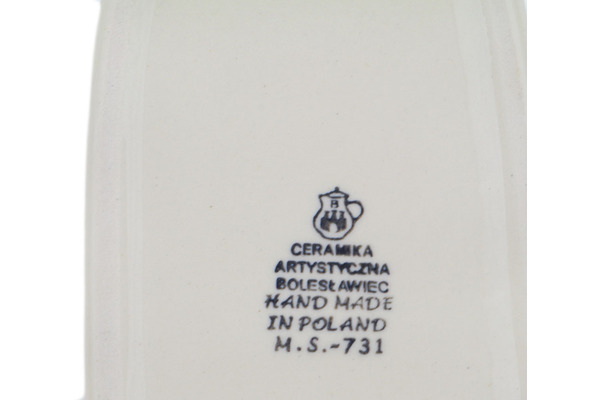 B
CERAMIKA
ARTYSTYCZNA
BOLESŁAWIEC
HAND MADE
IN POLAND
M.S.-731